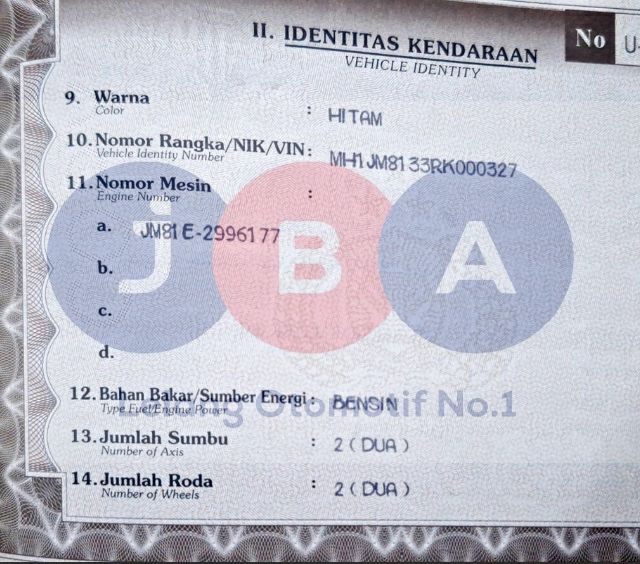 II. IDENTITAS KENDARAAN
VEHICLE IDENTITY
No U-
9. Warna : HITAM
Color
10. Nomor Rangka/NIK/VIN: MH1JM8133RK000327
Vehicle Identity Number
11. Nomor Mesin :
Engine Number
a. JM81E-2996177
b.
c.
d.
jBA
Lelang Otomotif No.1
12. Bahan Bakar/Sumber Energi : BENSIN
Type Fuel/Engine Power
13. Jumlah Sumbu : 2 ( DUA )
Number of Axis
14. Jumlah Roda : 2 ( DUA )
Number of Wheels